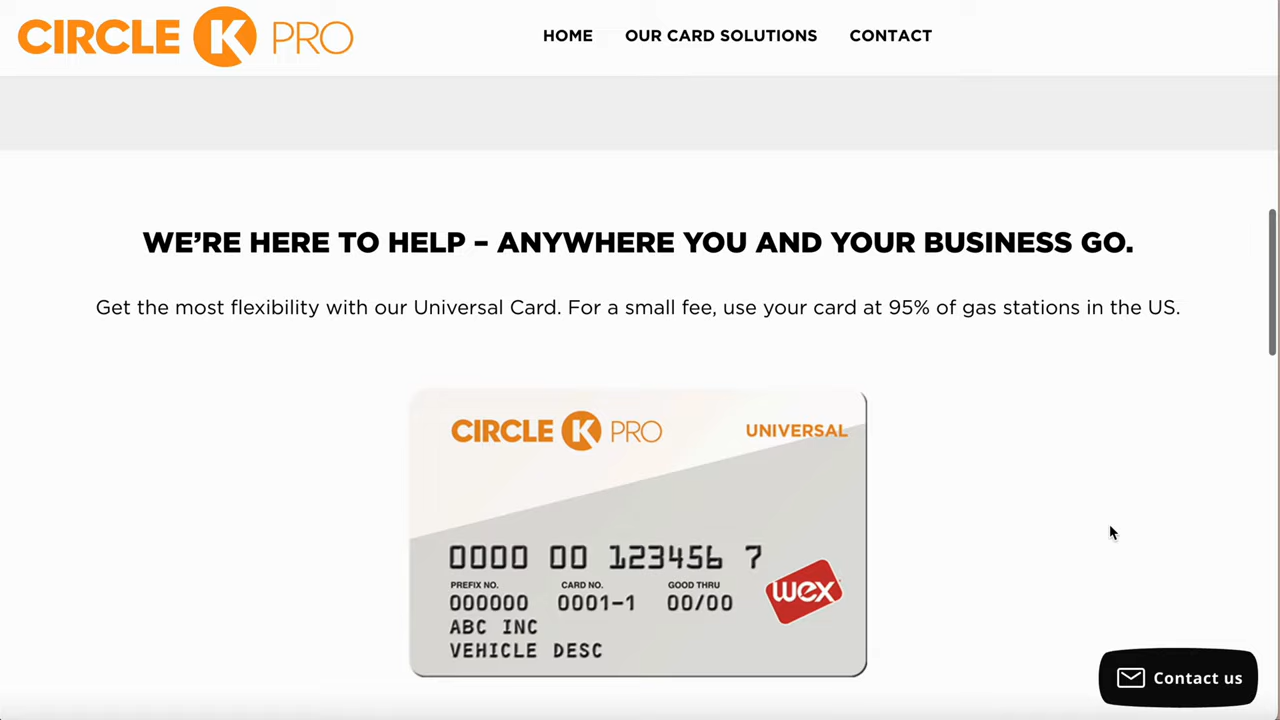 CIRCLE K PRO
HOME OUR CARD SOLUTIONS CONTACT
WE’RE HERE TO HELP – ANYWHERE YOU AND YOUR BUSINESS GO.
Get the most flexibility with our Universal Card. For a small fee, use your card at 95% of gas stations in the US.
CIRCLE K PRO UNIVERSAL
0000 00 123456 7
PREFIX NO. CARD NO. GOOD THRU
000000 0001-1 00/00
wex
ABC INC
VEHICLE DESC
Contact us